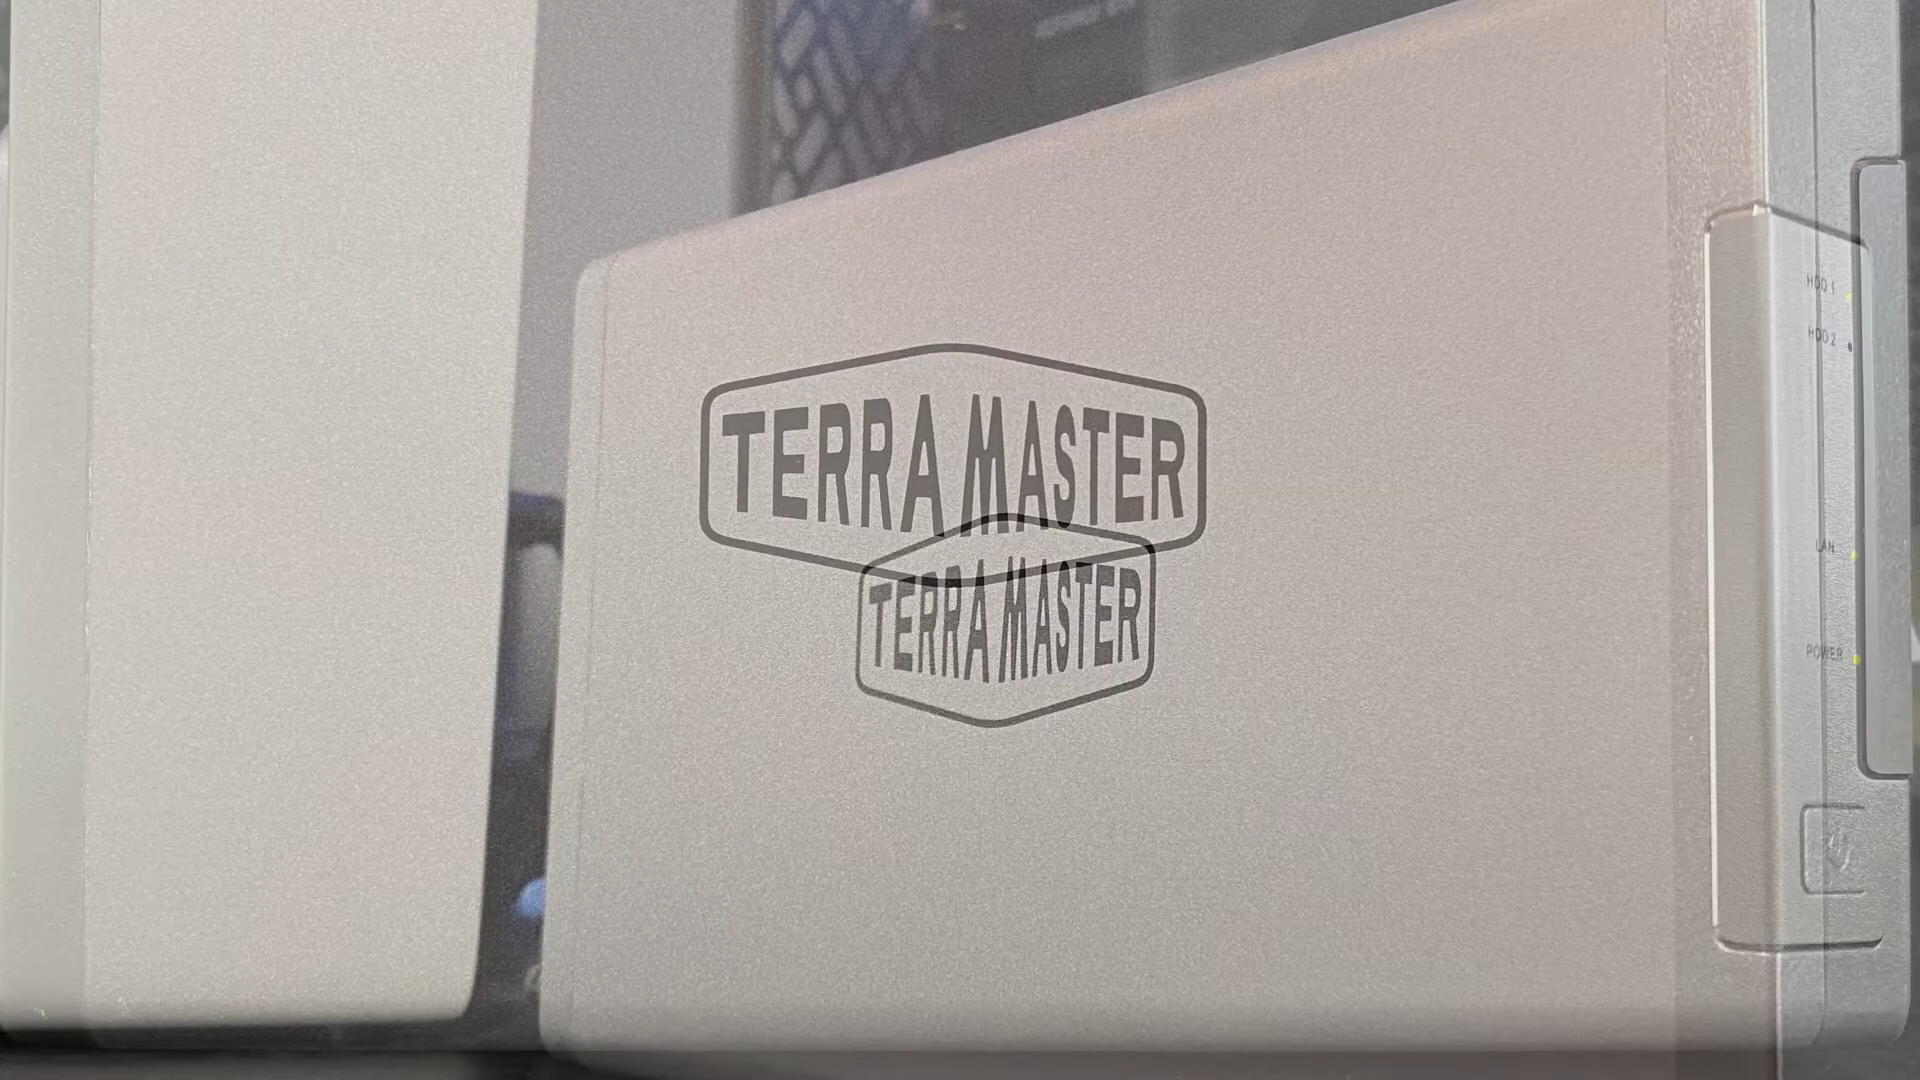 TERRA MASTER
TERRA MASTER
HDD 1
HDD 2
LAN
POWER